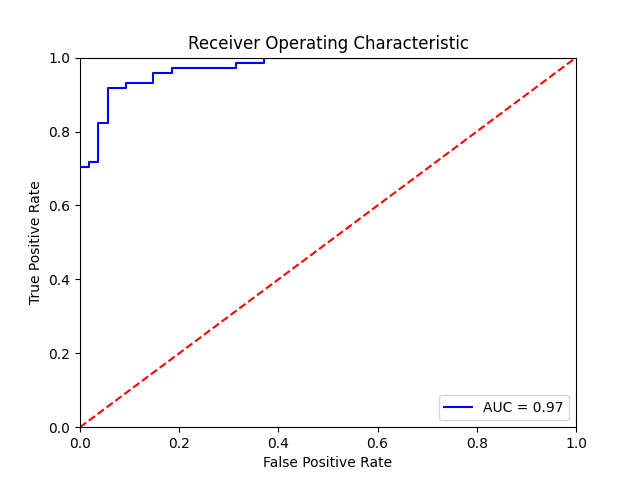 Receiver Operating Characteristic
1.0
0.8
0.6
0.4
0.2
0.0
True Positive Rate
AUC = 0.97
0.0 0.2 0.4 0.6 0.8 1.0
False Positive Rate